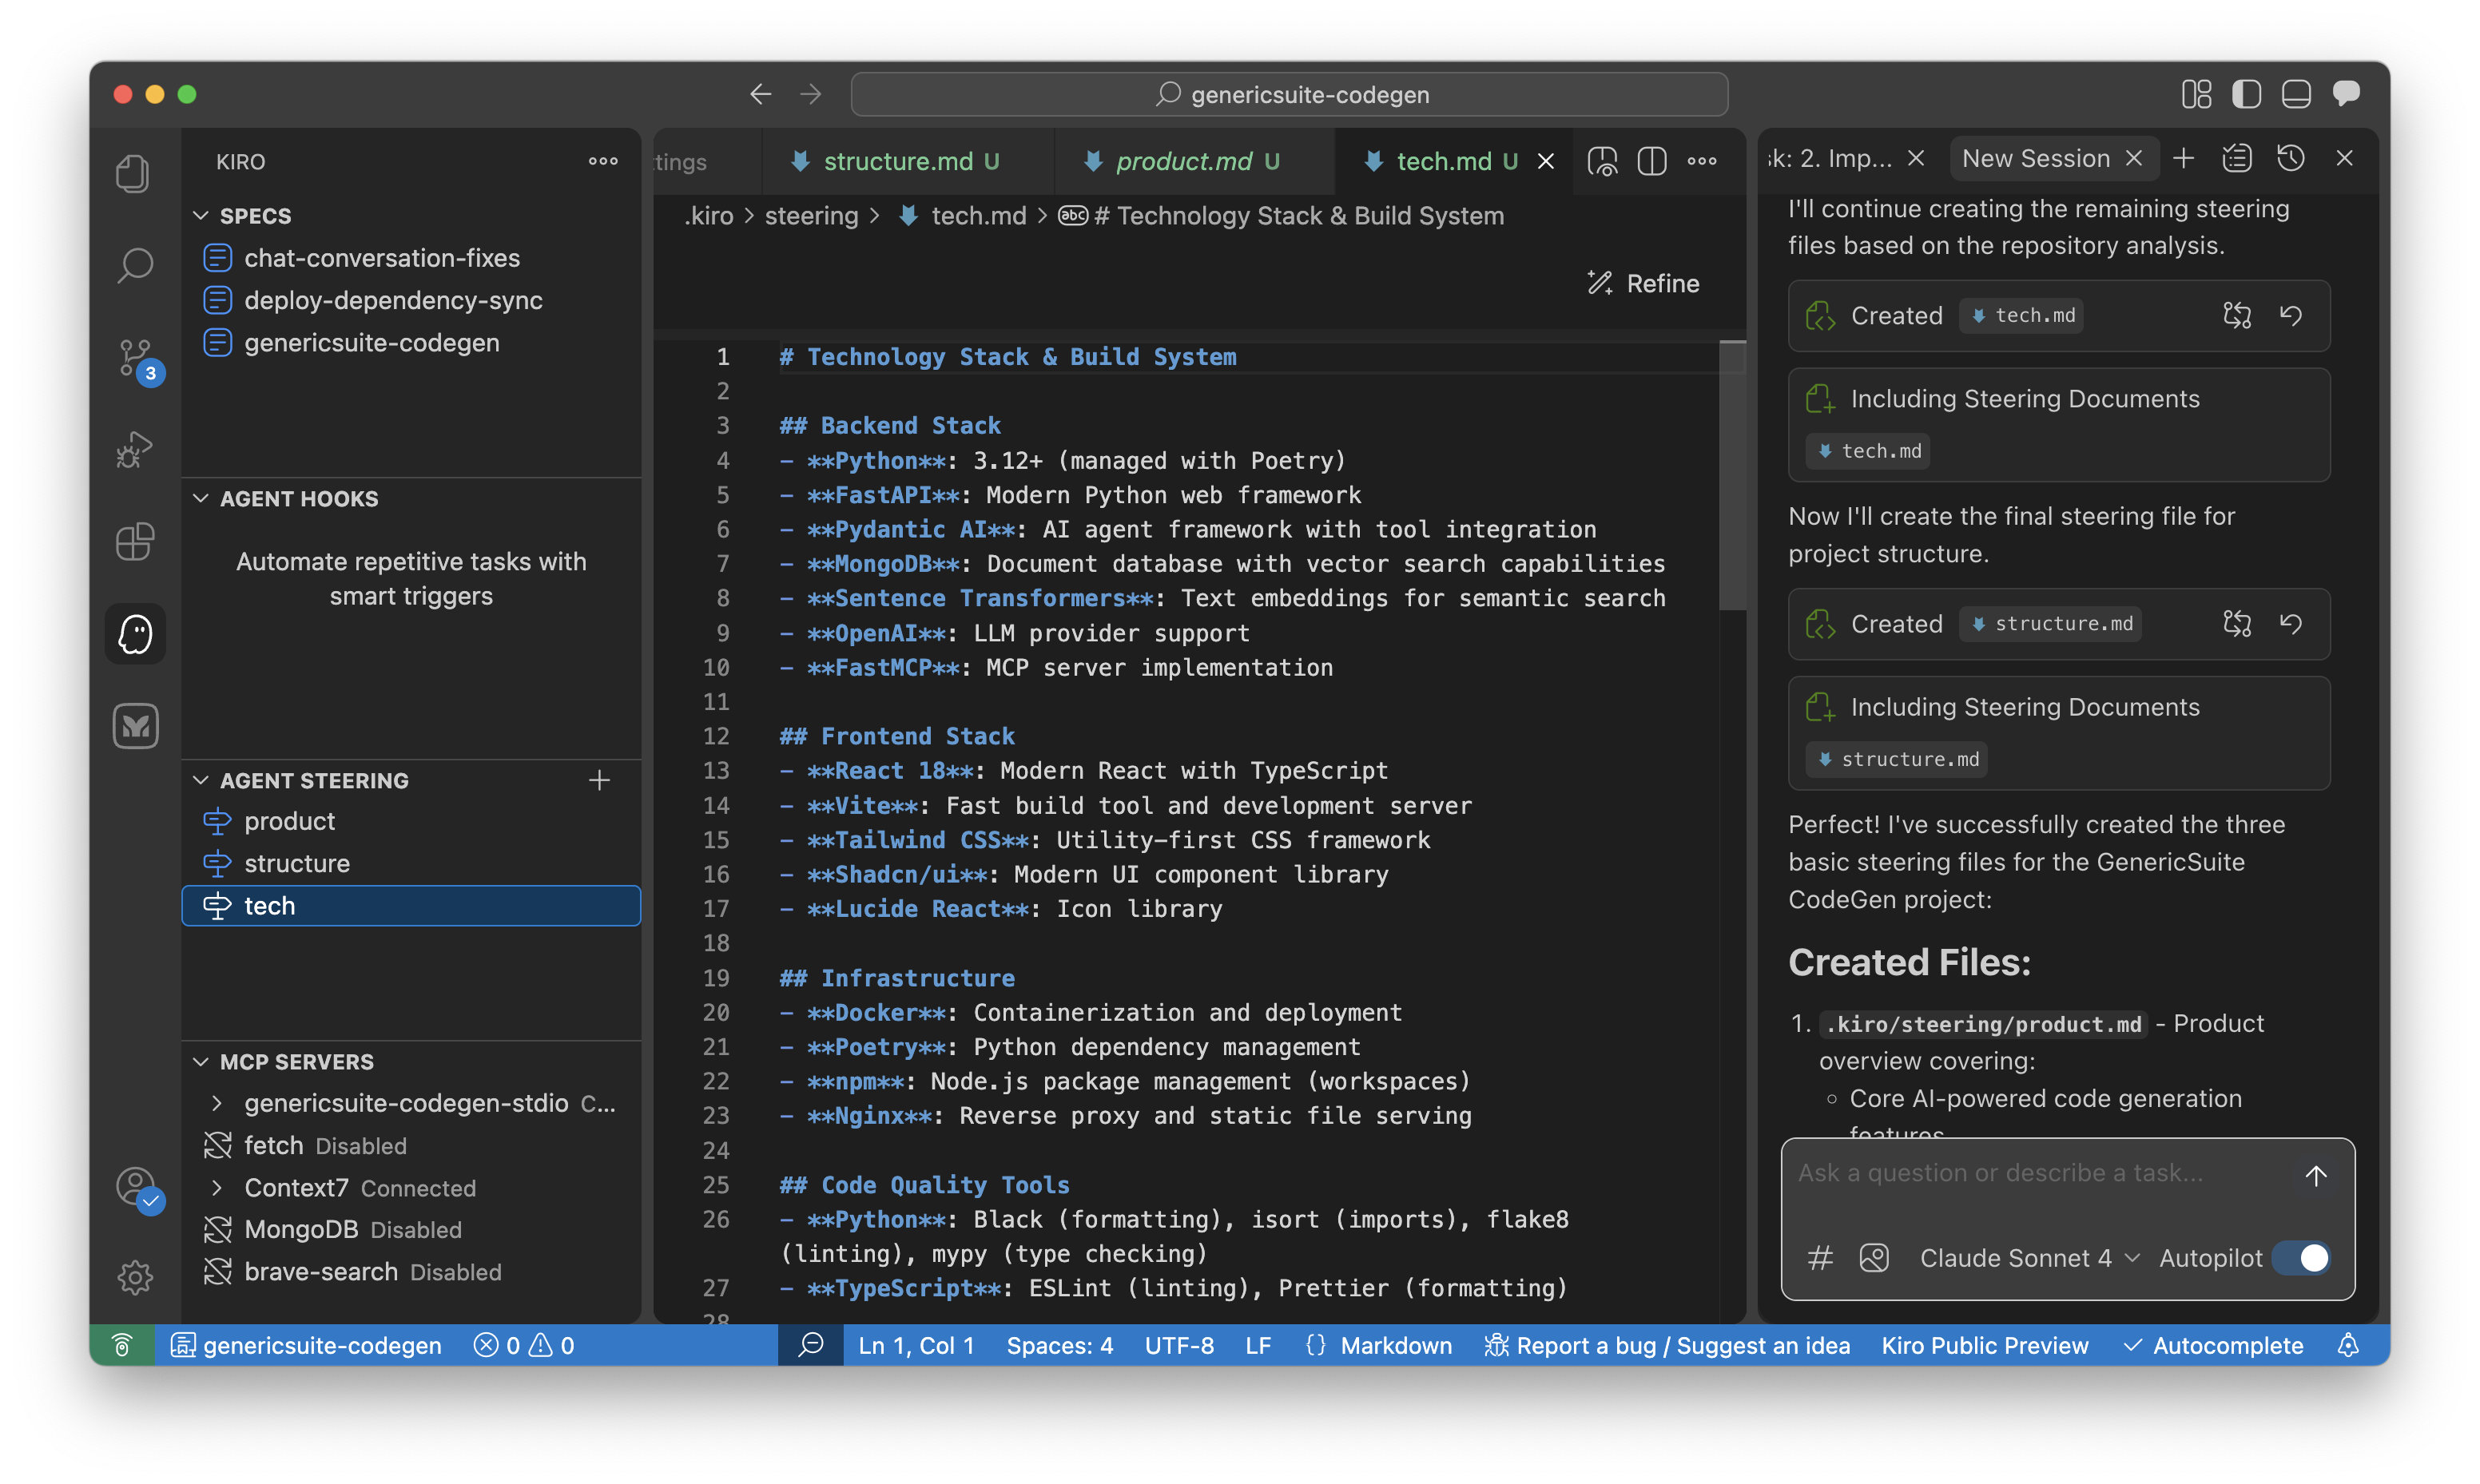 genericsuite-codegen
KIRO
SPECS
chat-conversation-fixes
deploy-dependency-sync
genericsuite-codegen
3
AGENT HOOKS
Automate repetitive tasks with
smart triggers
AGENT STEERING
product
structure
tech
MCP SERVERS
genericsuite-codegen-stdio C...
fetch Disabled
Context7 Connected
MongoDB Disabled
brave-search Disabled
tings
structure.md U
product.md U
tech.md U
.kiro > steering > tech.md > abc # Technology Stack & Build System
Refine
1 # Technology Stack & Build System
2
3 ## Backend Stack
4 - **Python**: 3.12+ (managed with Poetry)
5 - **FastAPI**: Modern Python web framework
6 - **Pydantic AI**: AI agent framework with tool integration
7 - **MongoDB**: Document database with vector search capabilities
8 - **Sentence Transformers**: Text embeddings for semantic search
9 - **OpenAI**: LLM provider support
10 - **FastMCP**: MCP server implementation
11
12 ## Frontend Stack
13 - **React 18**: Modern React with TypeScript
14 - **Vite**: Fast build tool and development server
15 - **Tailwind CSS**: Utility-first CSS framework
16 - **Shadcn/ui**: Modern UI component library
17 - **Lucide React**: Icon library
18
19 ## Infrastructure
20 - **Docker**: Containerization and deployment
21 - **Poetry**: Python dependency management
22 - **npm**: Node.js package management (workspaces)
23 - **Nginx**: Reverse proxy and static file serving
24
25 ## Code Quality Tools
26 - **Python**: Black (formatting), isort (imports), flake8
(linting), mypy (type checking)
27 - **TypeScript**: ESLint (linting), Prettier (formatting)
28
sk: 2. Imp...
New Session
I'll continue creating the remaining steering
files based on the repository analysis.
Created tech.md
Including Steering Documents
tech.md
Now I'll create the final steering file for
project structure.
Created structure.md
Including Steering Documents
structure.md
Perfect! I've successfully created the three
basic steering files for the GenericSuite
CodeGen project:
Created Files:
1. .kiro/steering/product.md - Product
overview covering:
Core AI-powered code generation
features
Ask a question or describe a task...
# Claude Sonnet 4 Autopilot
genericsuite-codegen 0 0 Ln 1, Col 1 Spaces: 4 UTF-8 LF {} Markdown Report a bug / Suggest an idea Kiro Public Preview Autocomplete